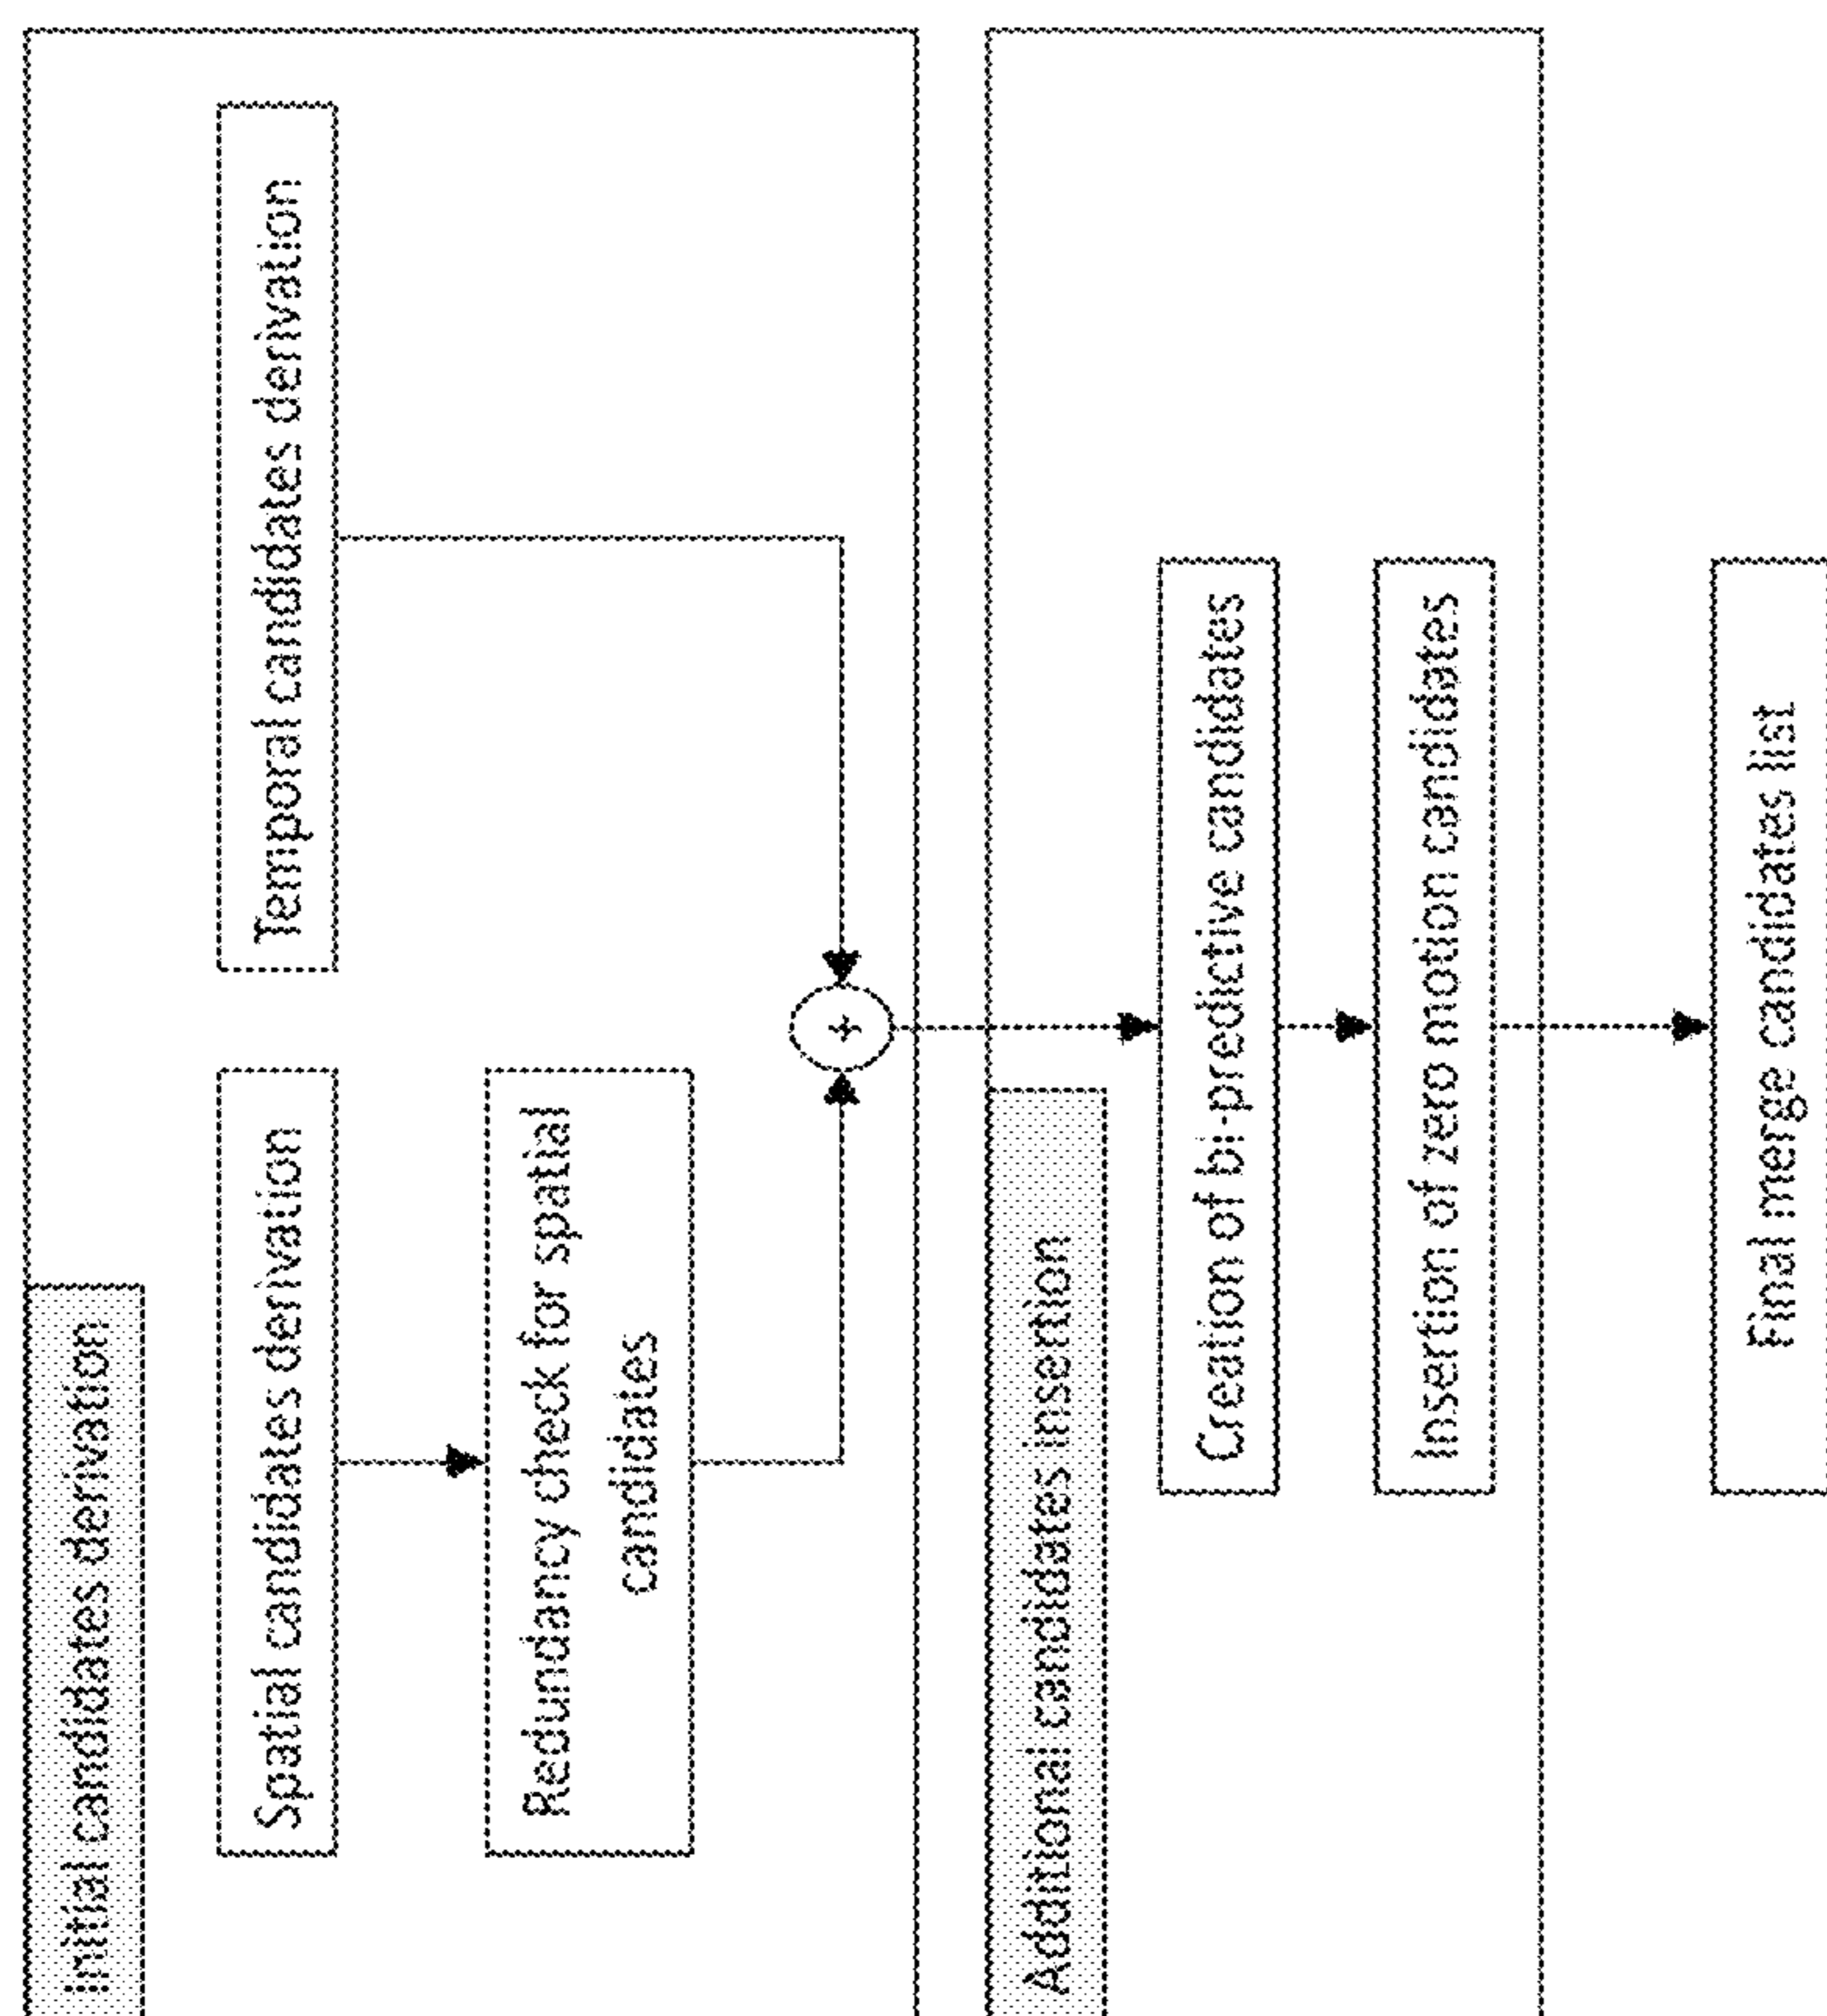 Initial candidates derivation
Spatial candidates derivation
Temporal candidates derivation
Redundancy check for spatial
candidates
+
Additional candidates insertion
Creation of bi-predictive candidates
Insertion of zero motion candidates
Final merge candidates list